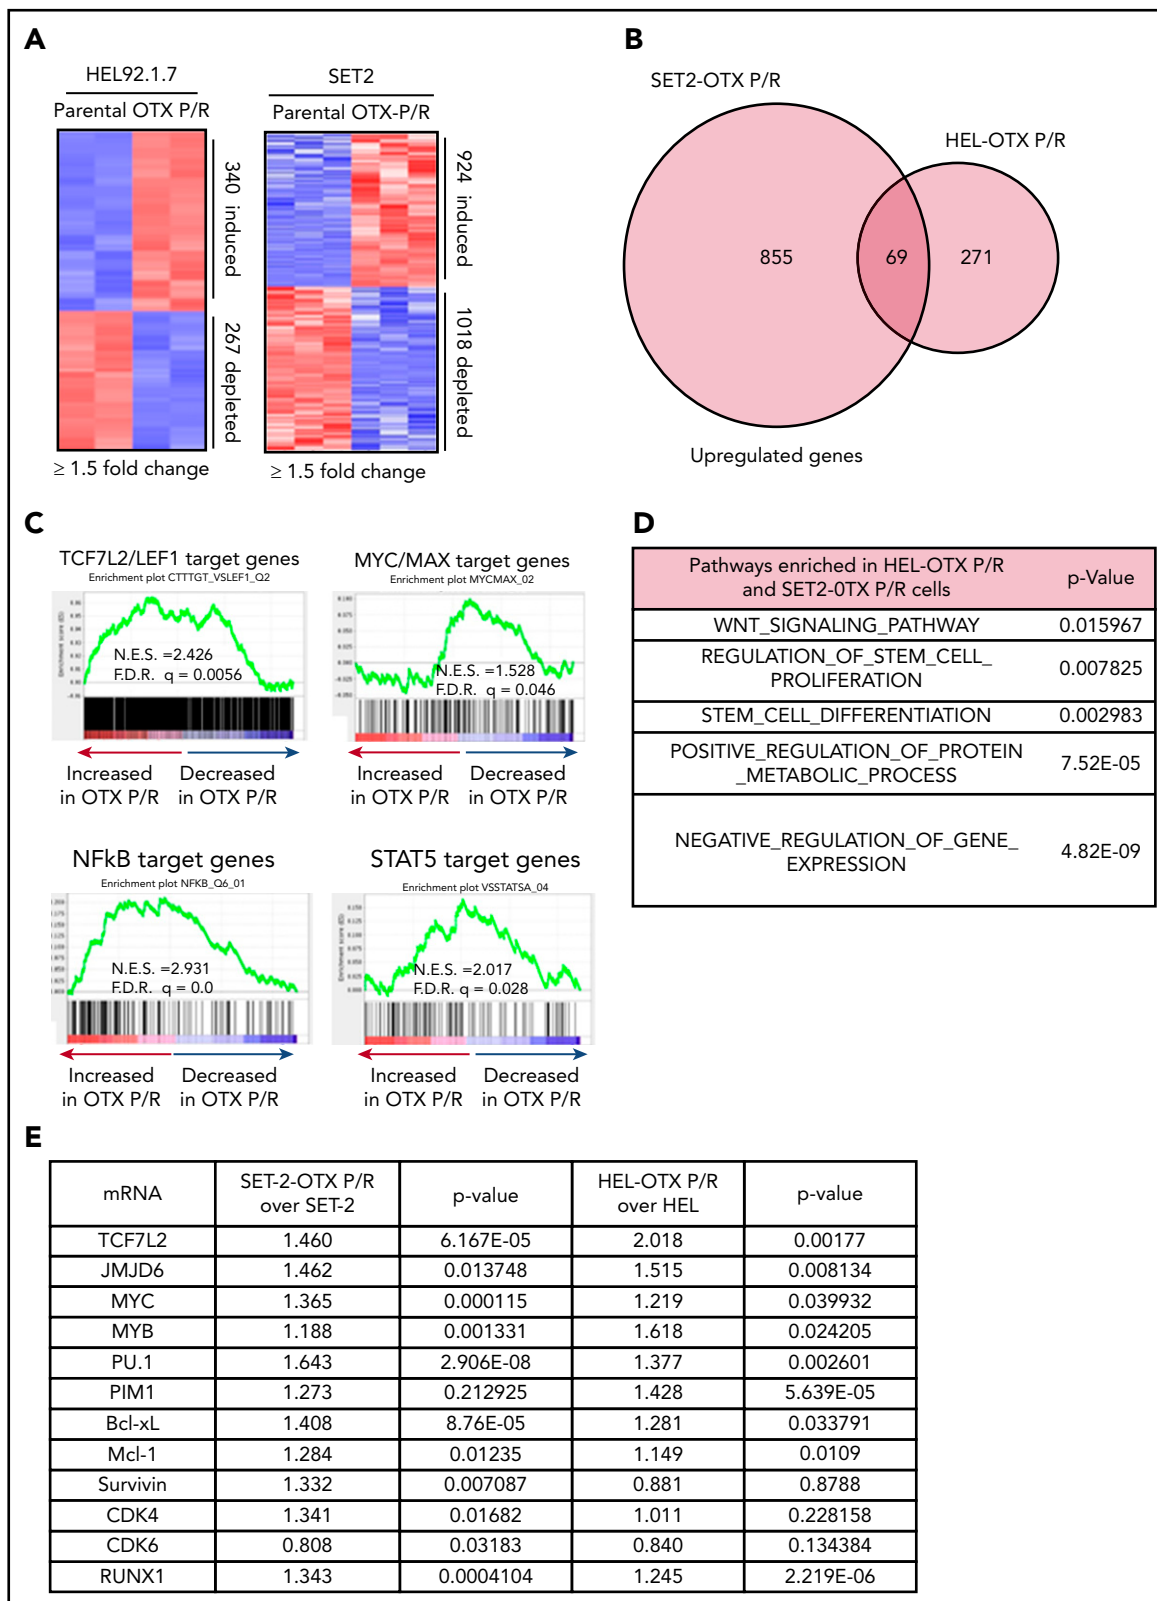 A
HEL92.1.7
Parental OTX P/R
340 induced
267 depleted
≥ 1.5 fold change
SET2
Parental OTX-P/R
924 induced
1018 depleted
≥ 1.5 fold change
B
SET2-OTX P/R
HEL-OTX P/R
855
69
271
Upregulated genes
C
TCF7L2/LEF1 target genes
Enrichment plot CTTTGT_VSLEF1_Q2
Enrichment score (ES)
N.E.S. =2.426
F.D.R. q = 0.0056
Increased
in OTX P/R
Decreased
in OTX P/R
MYC/MAX target genes
Enrichment plot MYCMAX_02
N.E.S. =1.528
F.D.R. q = 0.046
Increased
in OTX P/R
Decreased
in OTX P/R
NFkB target genes
Enrichment plot NFKB_Q6_01
N.E.S. =2.931
F.D.R. q = 0.0
Increased
in OTX P/R
Decreased
in OTX P/R
STAT5 target genes
Enrichment plot VSSTATSA_04
Enrichment score (ES)
N.E.S. =2.017
F.D.R. q = 0.028
Increased
in OTX P/R
Decreased
in OTX P/R
D
Pathways enriched in HEL-OTX P/R
and SET2-0TX P/R cells
p-Value
WNT_SIGNALING_PATHWAY 0.015967
REGULATION_OF_STEM_CELL_
PROLIFERATION
0.007825
STEM_CELL_DIFFERENTIATION 0.002983
POSITIVE_REGULATION_OF_PROTEIN
_METABOLIC_PROCESS
7.52E-05
NEGATIVE_REGULATION_OF_GENE_
EXPRESSION
4.82E-09
E
mRNA
SET-2-OTX P/R
over SET-2
p-value
HEL-OTX P/R
over HEL
p-value
TCF7L2 1.460 6.167E-05 2.018 0.00177
JMJD6 1.462 0.013748 1.515 0.008134
MYC 1.365 0.000115 1.219 0.039932
MYB 1.188 0.001331 1.618 0.024205
PU.1 1.643 2.906E-08 1.377 0.002601
PIM1 1.273 0.212925 1.428 5.639E-05
Bcl-xL 1.408 8.76E-05 1.281 0.033791
Mcl-1 1.284 0.01235 1.149 0.0109
Survivin 1.332 0.007087 0.881 0.8788
CDK4 1.341 0.01682 1.011 0.228158
CDK6 0.808 0.03183 0.840 0.134384
RUNX1 1.343 0.0004104 1.245 2.219E-06